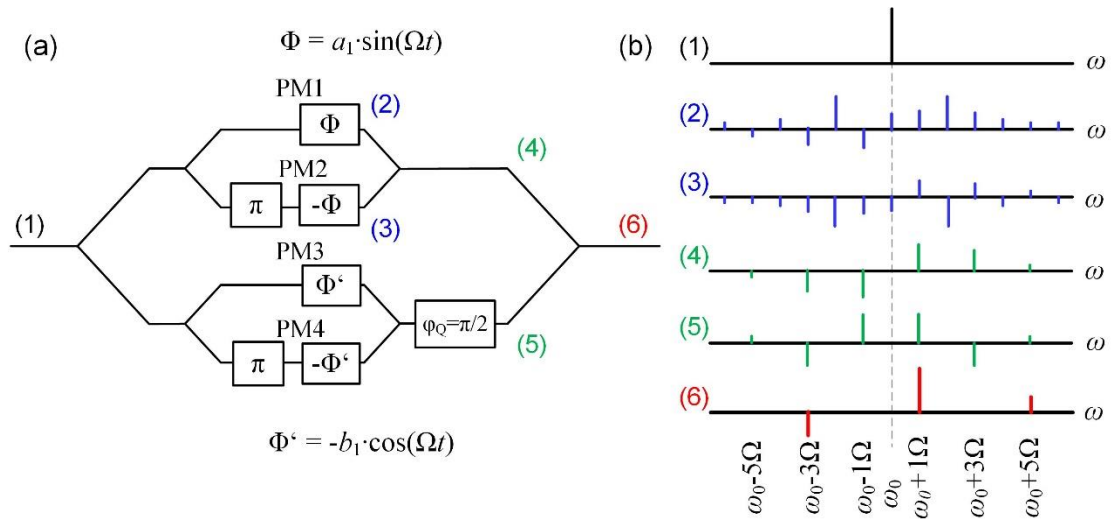 (a)
Φ = a₁·sin(Ωt)
PM1
Φ
(2)
PM2
π
-Φ
(3)
(4)
(1)
(6)
PM3
Φ‘
PM4
π
-Φ‘
φ_Q=π/2
(5)
Φ‘ = -b₁·cos(Ωt)
(b)
(1) ω
(2) ω
(3) ω
(4) ω
(5) ω
(6) ω
ω₀-5Ω
ω₀-3Ω
ω₀-1Ω
ω₀
ω₀+1Ω
ω₀+3Ω
ω₀+5Ω